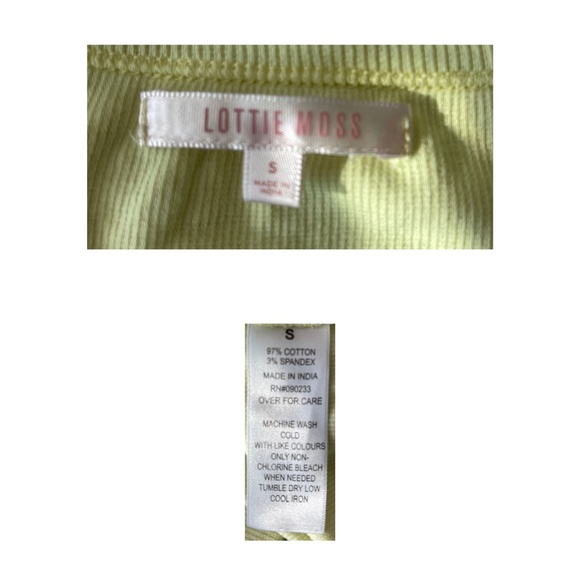 LOTTIE MOSS
S
MADE IN
INDIA
S
97% COTTON
3% SPANDEX
MADE IN INDIA
RN#090233
OVER FOR CARE
MACHINE WASH
COLD
WITH LIKE COLOURS
ONLY NON-
CHLORINE BLEACH
WHEN NEEDED
TUMBLE DRY LOW
COOL IRON